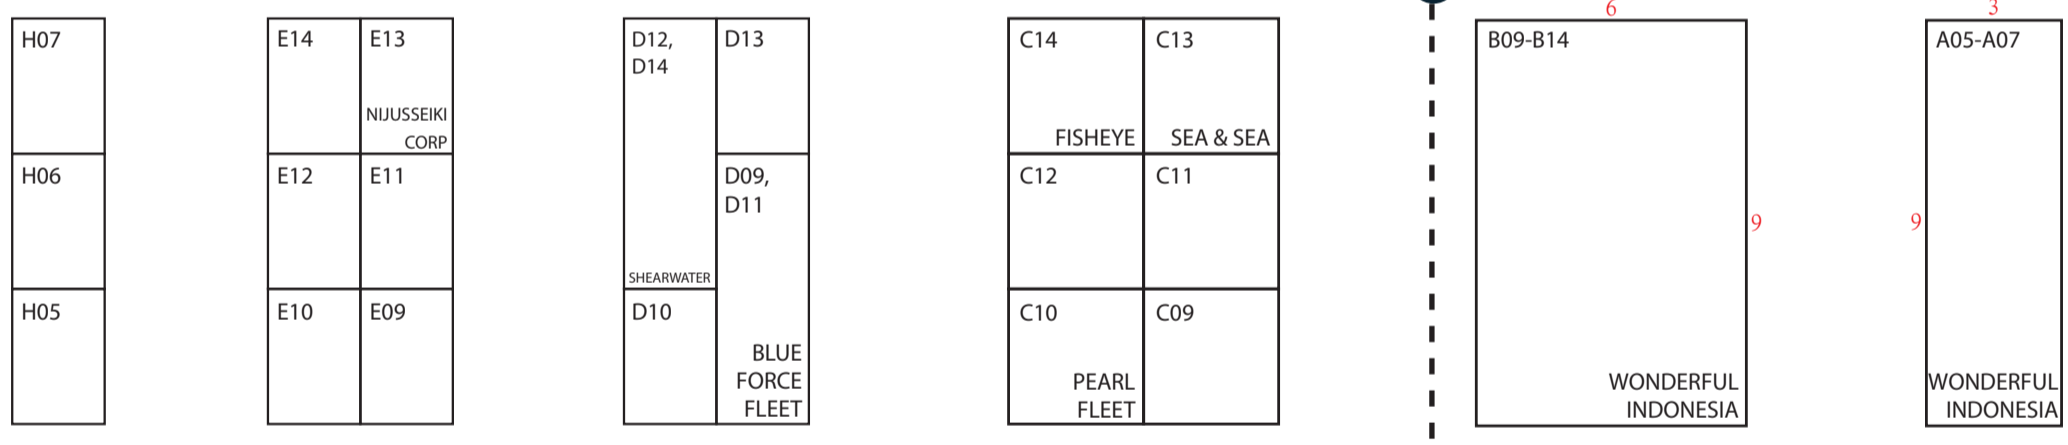 H07
H06
H05
E14
E13
NIJUSSEIKI
CORP
E12
E11
E10
E09
D12,
D14
SHEARWATER
D13
D09,
D11
BLUE
FORCE
FLEET
D10
C14
FISHEYE
C13
SEA & SEA
C12
C11
C10
PEARL
FLEET
C09
6
B09-B14
9
WONDERFUL
INDONESIA
3
A05-A07
9
WONDERFUL
INDONESIA